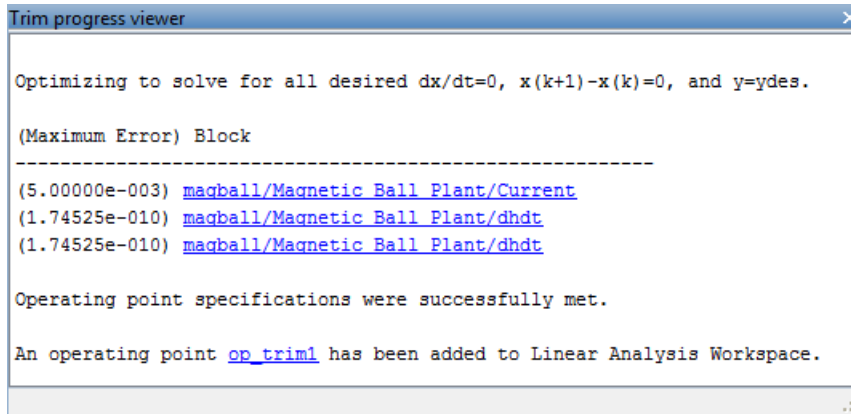 Trim progress viewer
Optimizing to solve for all desired dx/dt=0, x(k+1)-x(k)=0, and y=ydes.
(Maximum Error) Block
---------------------------------------------------------
(5.00000e-003) magball/Magnetic Ball Plant/Current
(1.74525e-010) magball/Magnetic Ball Plant/dhdt
(1.74525e-010) magball/Magnetic Ball Plant/dhdt
Operating point specifications were successfully met.
An operating point op_trim1 has been added to Linear Analysis Workspace.